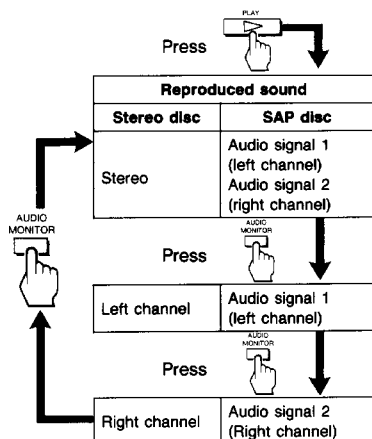 PLAY
Press
Reproduced sound
Stereo disc
SAP disc
Stereo
Audio signal 1
(left channel)
Audio signal 2
(right channel)
AUDIO
MONITOR
Press
AUDIO
MONITOR
Left channel
Audio signal 1
(left channel)
Press
AUDIO
MONITOR
Right channel
Audio signal 2
(Right channel)